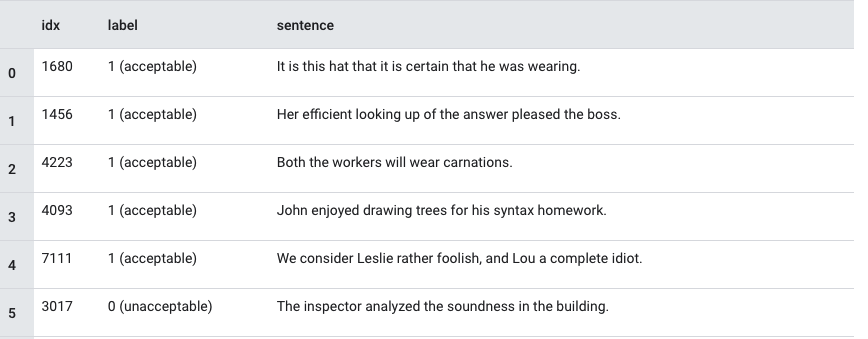 idx label sentence
0 1680 1 (acceptable) It is this hat that it is certain that he was wearing.
1 1456 1 (acceptable) Her efficient looking up of the answer pleased the boss.
2 4223 1 (acceptable) Both the workers will wear carnations.
3 4093 1 (acceptable) John enjoyed drawing trees for his syntax homework.
4 7111 1 (acceptable) We consider Leslie rather foolish, and Lou a complete idiot.
5 3017 0 (unacceptable) The inspector analyzed the soundness in the building.